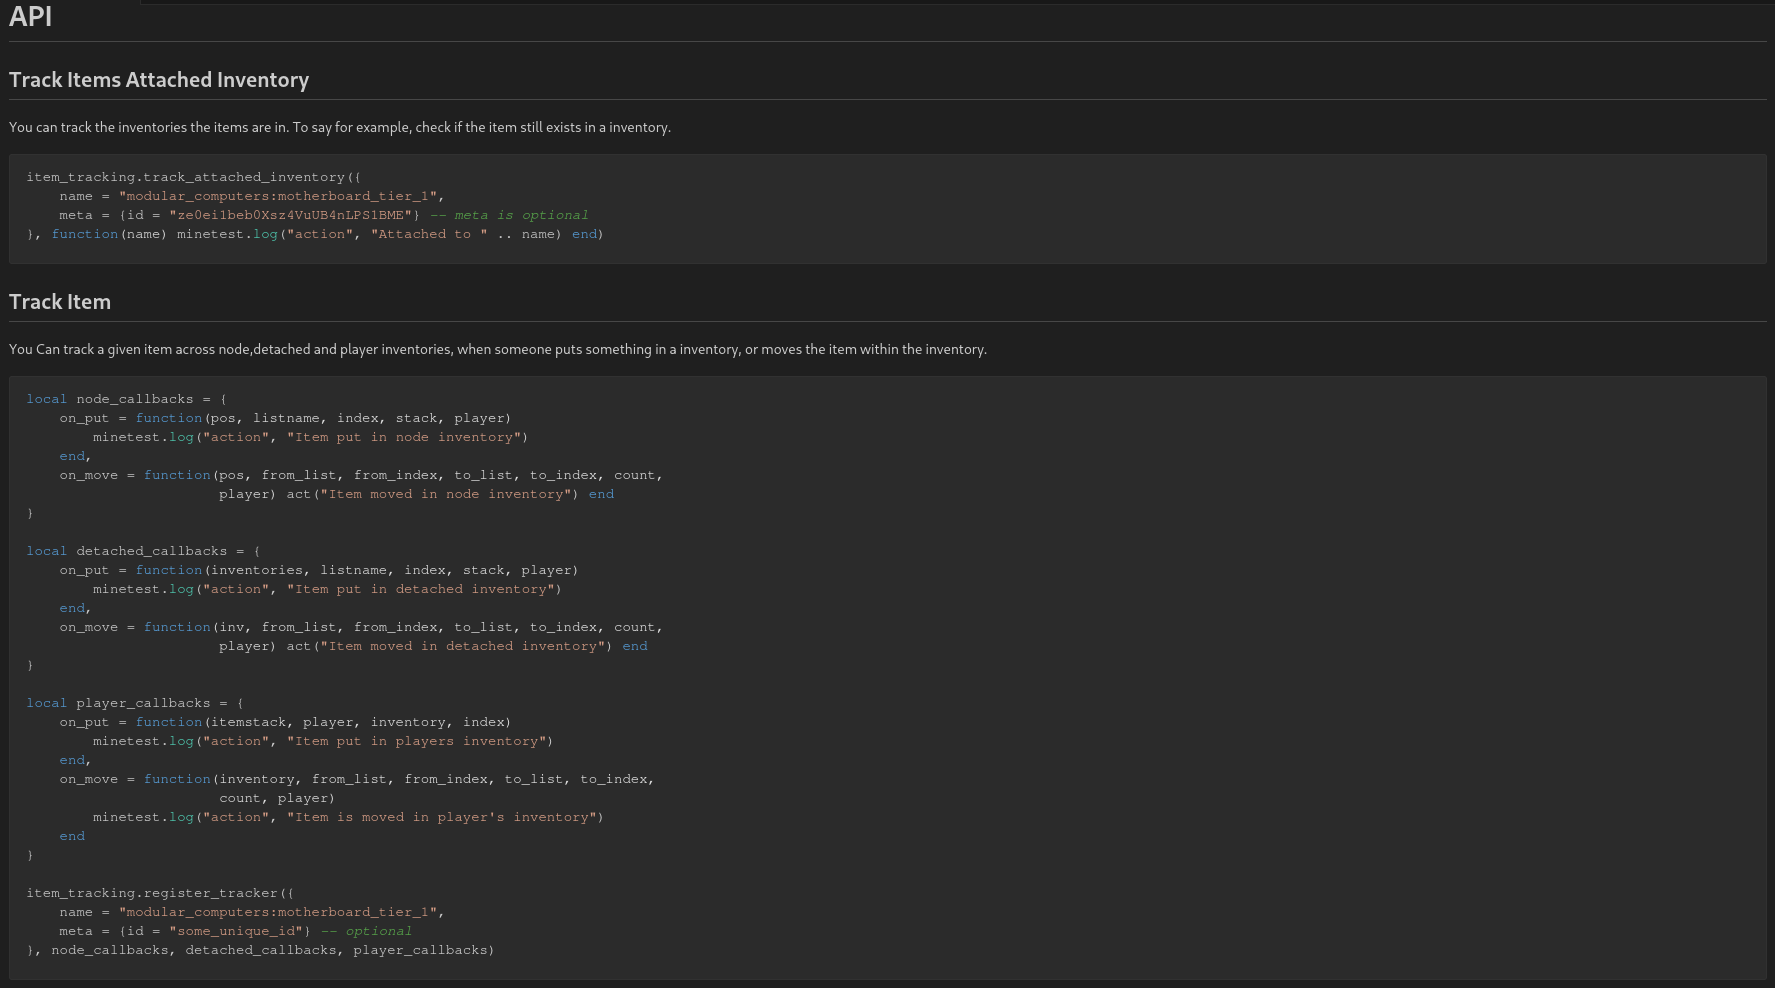 API
Track Items Attached Inventory
You can track the inventories the items are in. To say for example, check if the item still exists in a inventory.
item_tracking.track_attached_inventory({
    name = "modular_computers:motherboard_tier_1",
    meta = {id = "ze0ei1beb0Xsz4VuUB4nLPS1BME"} -- meta is optional
}, function(name) minetest.log("action", "Attached to " .. name) end)
Track Item
You Can track a given item across node,detached and player inventories, when someone puts something in a inventory, or moves the item within the inventory.
local node_callbacks = {
    on_put = function(pos, listname, index, stack, player)
        minetest.log("action", "Item put in node inventory")
    end,
    on_move = function(pos, from_list, from_index, to_list, to_index, count,
                       player) act("Item moved in node inventory") end
}
local detached_callbacks = {
    on_put = function(inventories, listname, index, stack, player)
        minetest.log("action", "Item put in detached inventory")
    end,
    on_move = function(inv, from_list, from_index, to_list, to_index, count,
                       player) act("Item moved in detached inventory") end
}
local player_callbacks = {
    on_put = function(itemstack, player, inventory, index)
        minetest.log("action", "Item put in players inventory")
    end,
    on_move = function(inventory, from_list, from_index, to_list, to_index,
                       count, player)
        minetest.log("action", "Item is moved in player's inventory")
    end
}
item_tracking.register_tracker({
    name = "modular_computers:motherboard_tier_1",
    meta = {id = "some_unique_id"} -- optional
}, node_callbacks, detached_callbacks, player_callbacks)